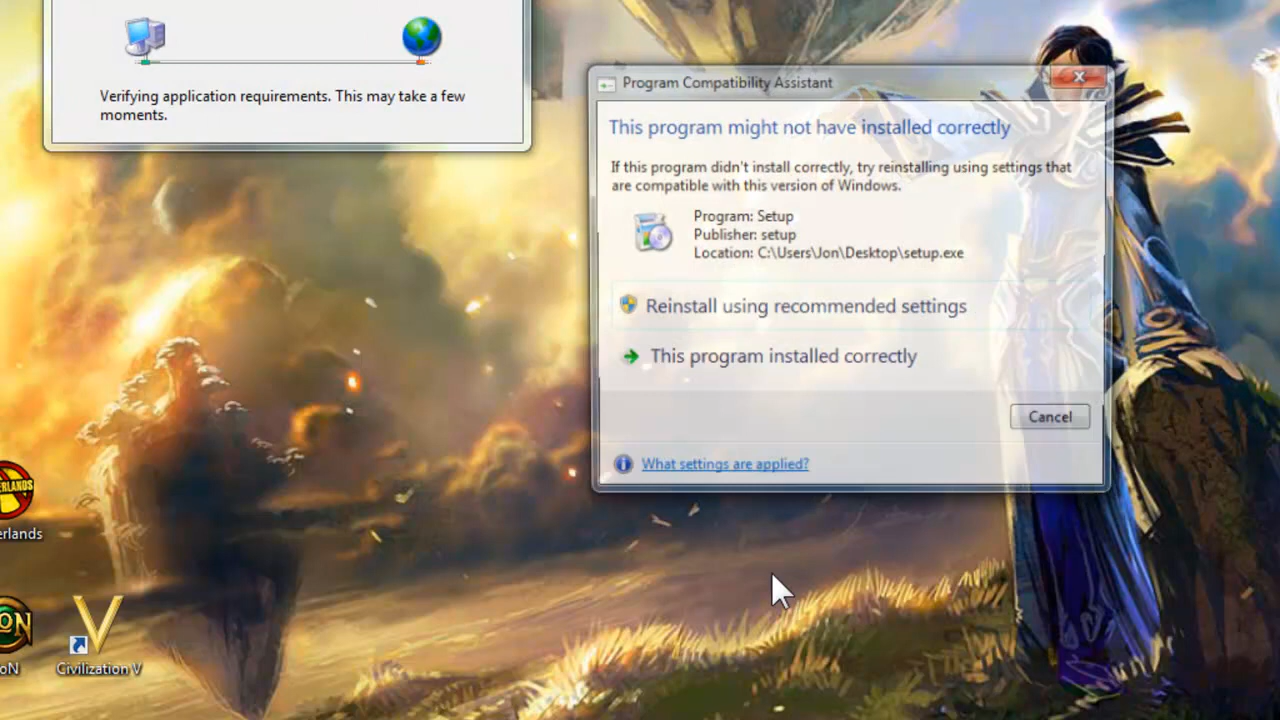 Verifying application requirements. This may take a few
moments.
Program Compatibility Assistant
This program might not have installed correctly
If this program didn't install correctly, try reinstalling using settings that
are compatible with this version of Windows.
Program: Setup
Publisher: setup
Location: C:\Users\Jon\Desktop\setup.exe
Reinstall using recommended settings
This program installed correctly
Cancel
What settings are applied?
ERLANDS
erlands
ON
oN
Civilization V